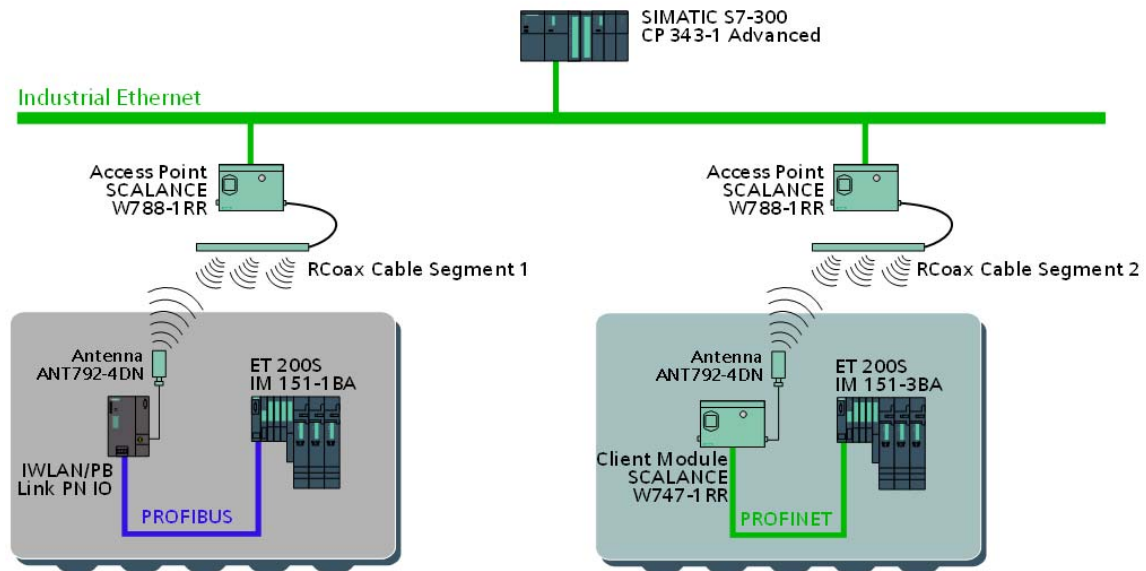 SIMATIC S7-300
CP 343-1 Advanced
Industrial Ethernet
Access Point
SCALANCE
W788-1RR
RCoax Cable Segment 1
Access Point
SCALANCE
W788-1RR
RCoax Cable Segment 2
Antenna
ANT792-4DN
ET 200S
IM 151-1BA
IWLAN/PB
Link PN IO
PROFIBUS
Antenna
ANT792-4DN
ET 200S
IM 151-3BA
Client Module
SCALANCE
W747-1RR
PROFINET